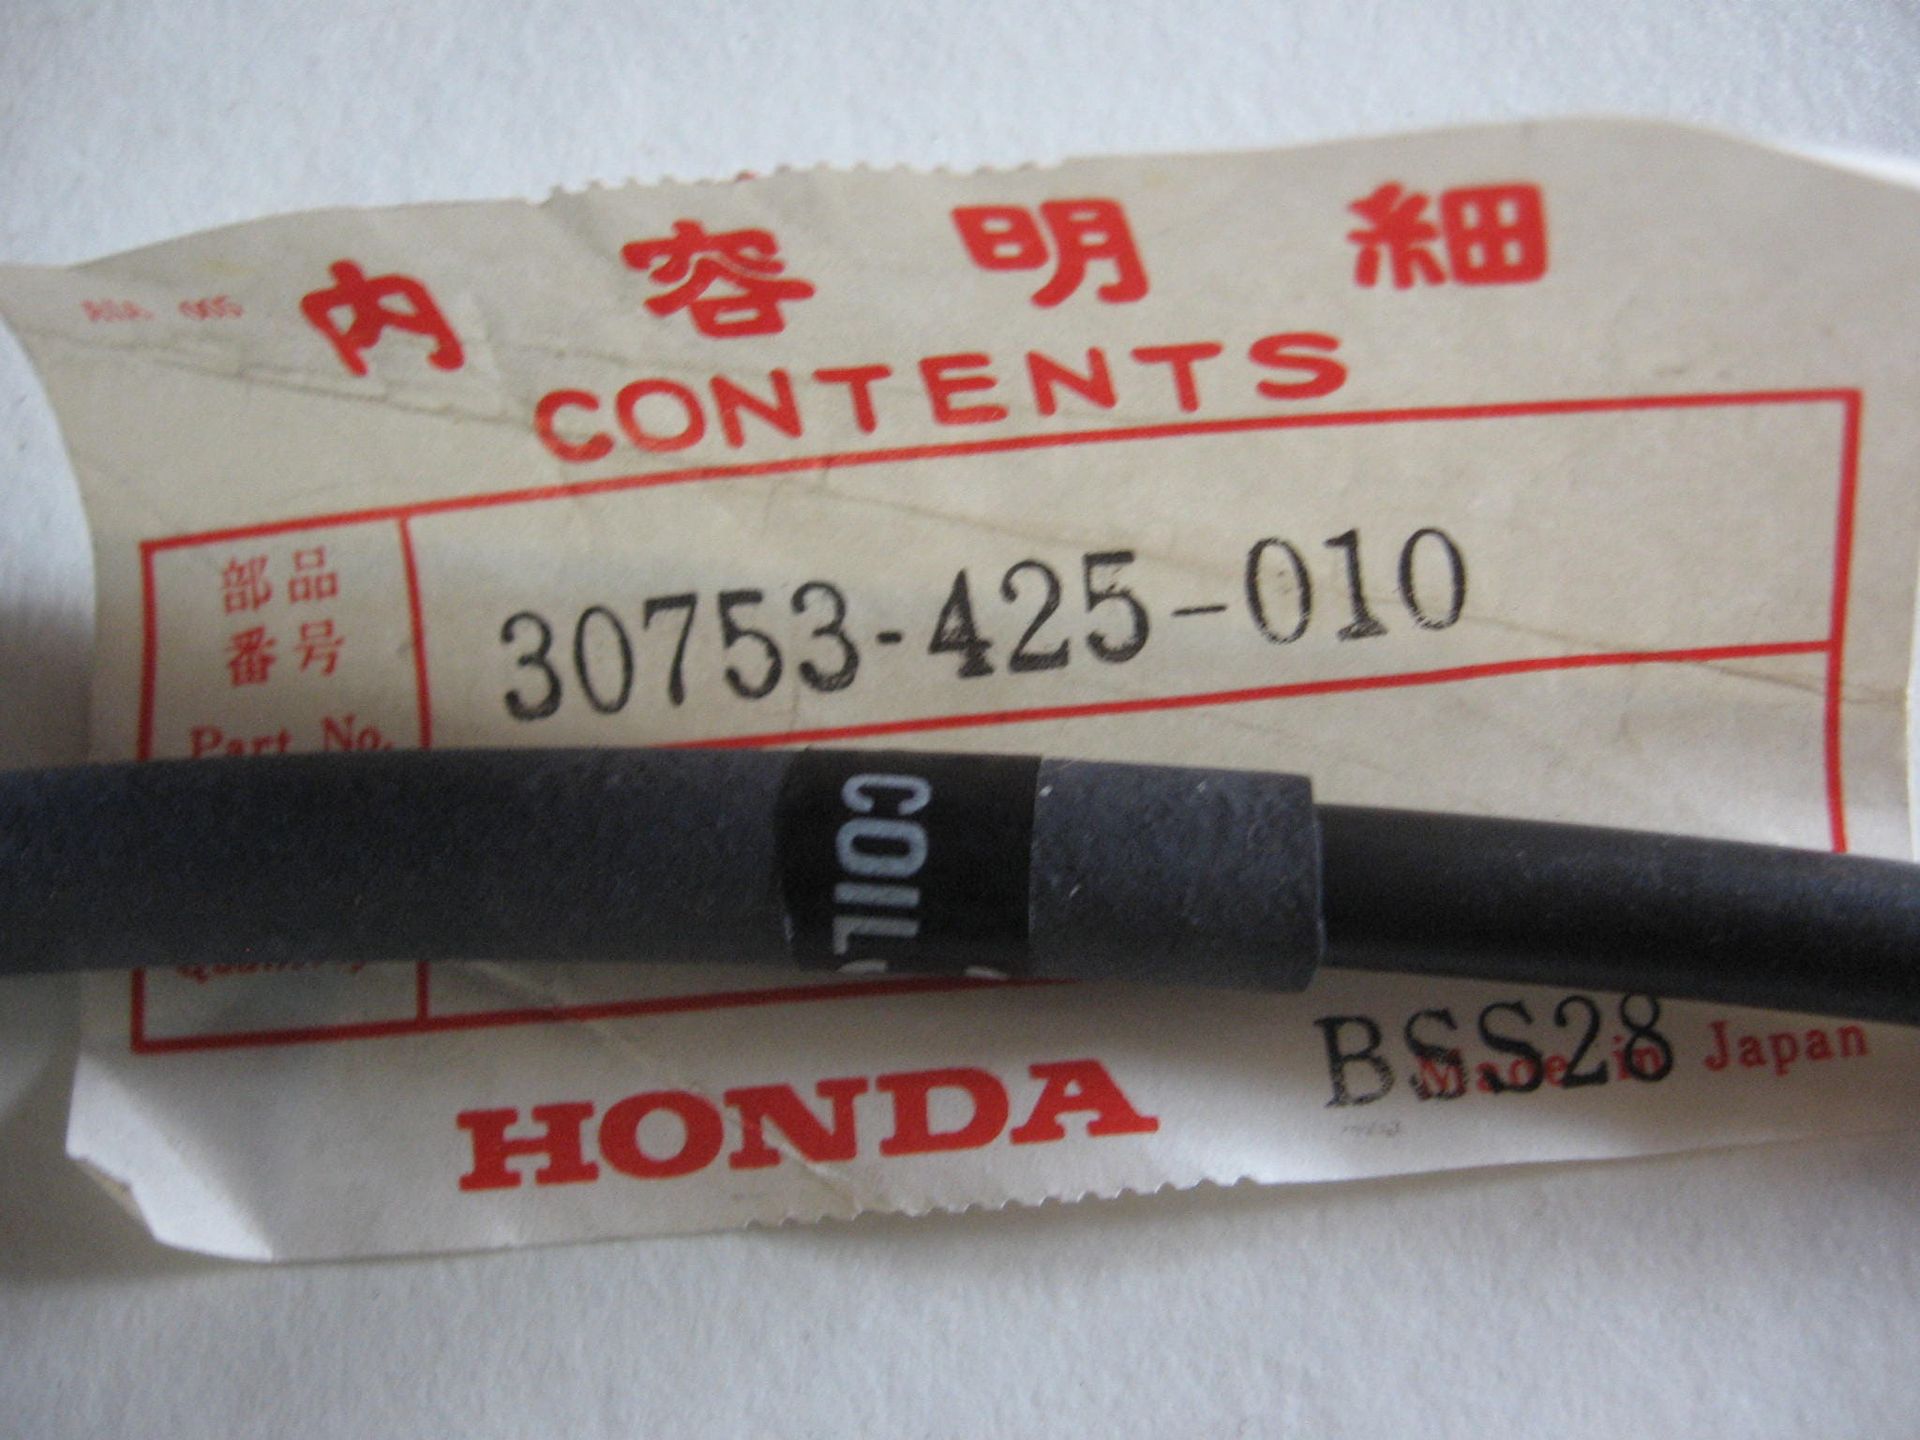 内容明細
CONTENTS
部品
番号
Part No.
30753-425-010
COIL
BSS28
Made in Japan
HONDA